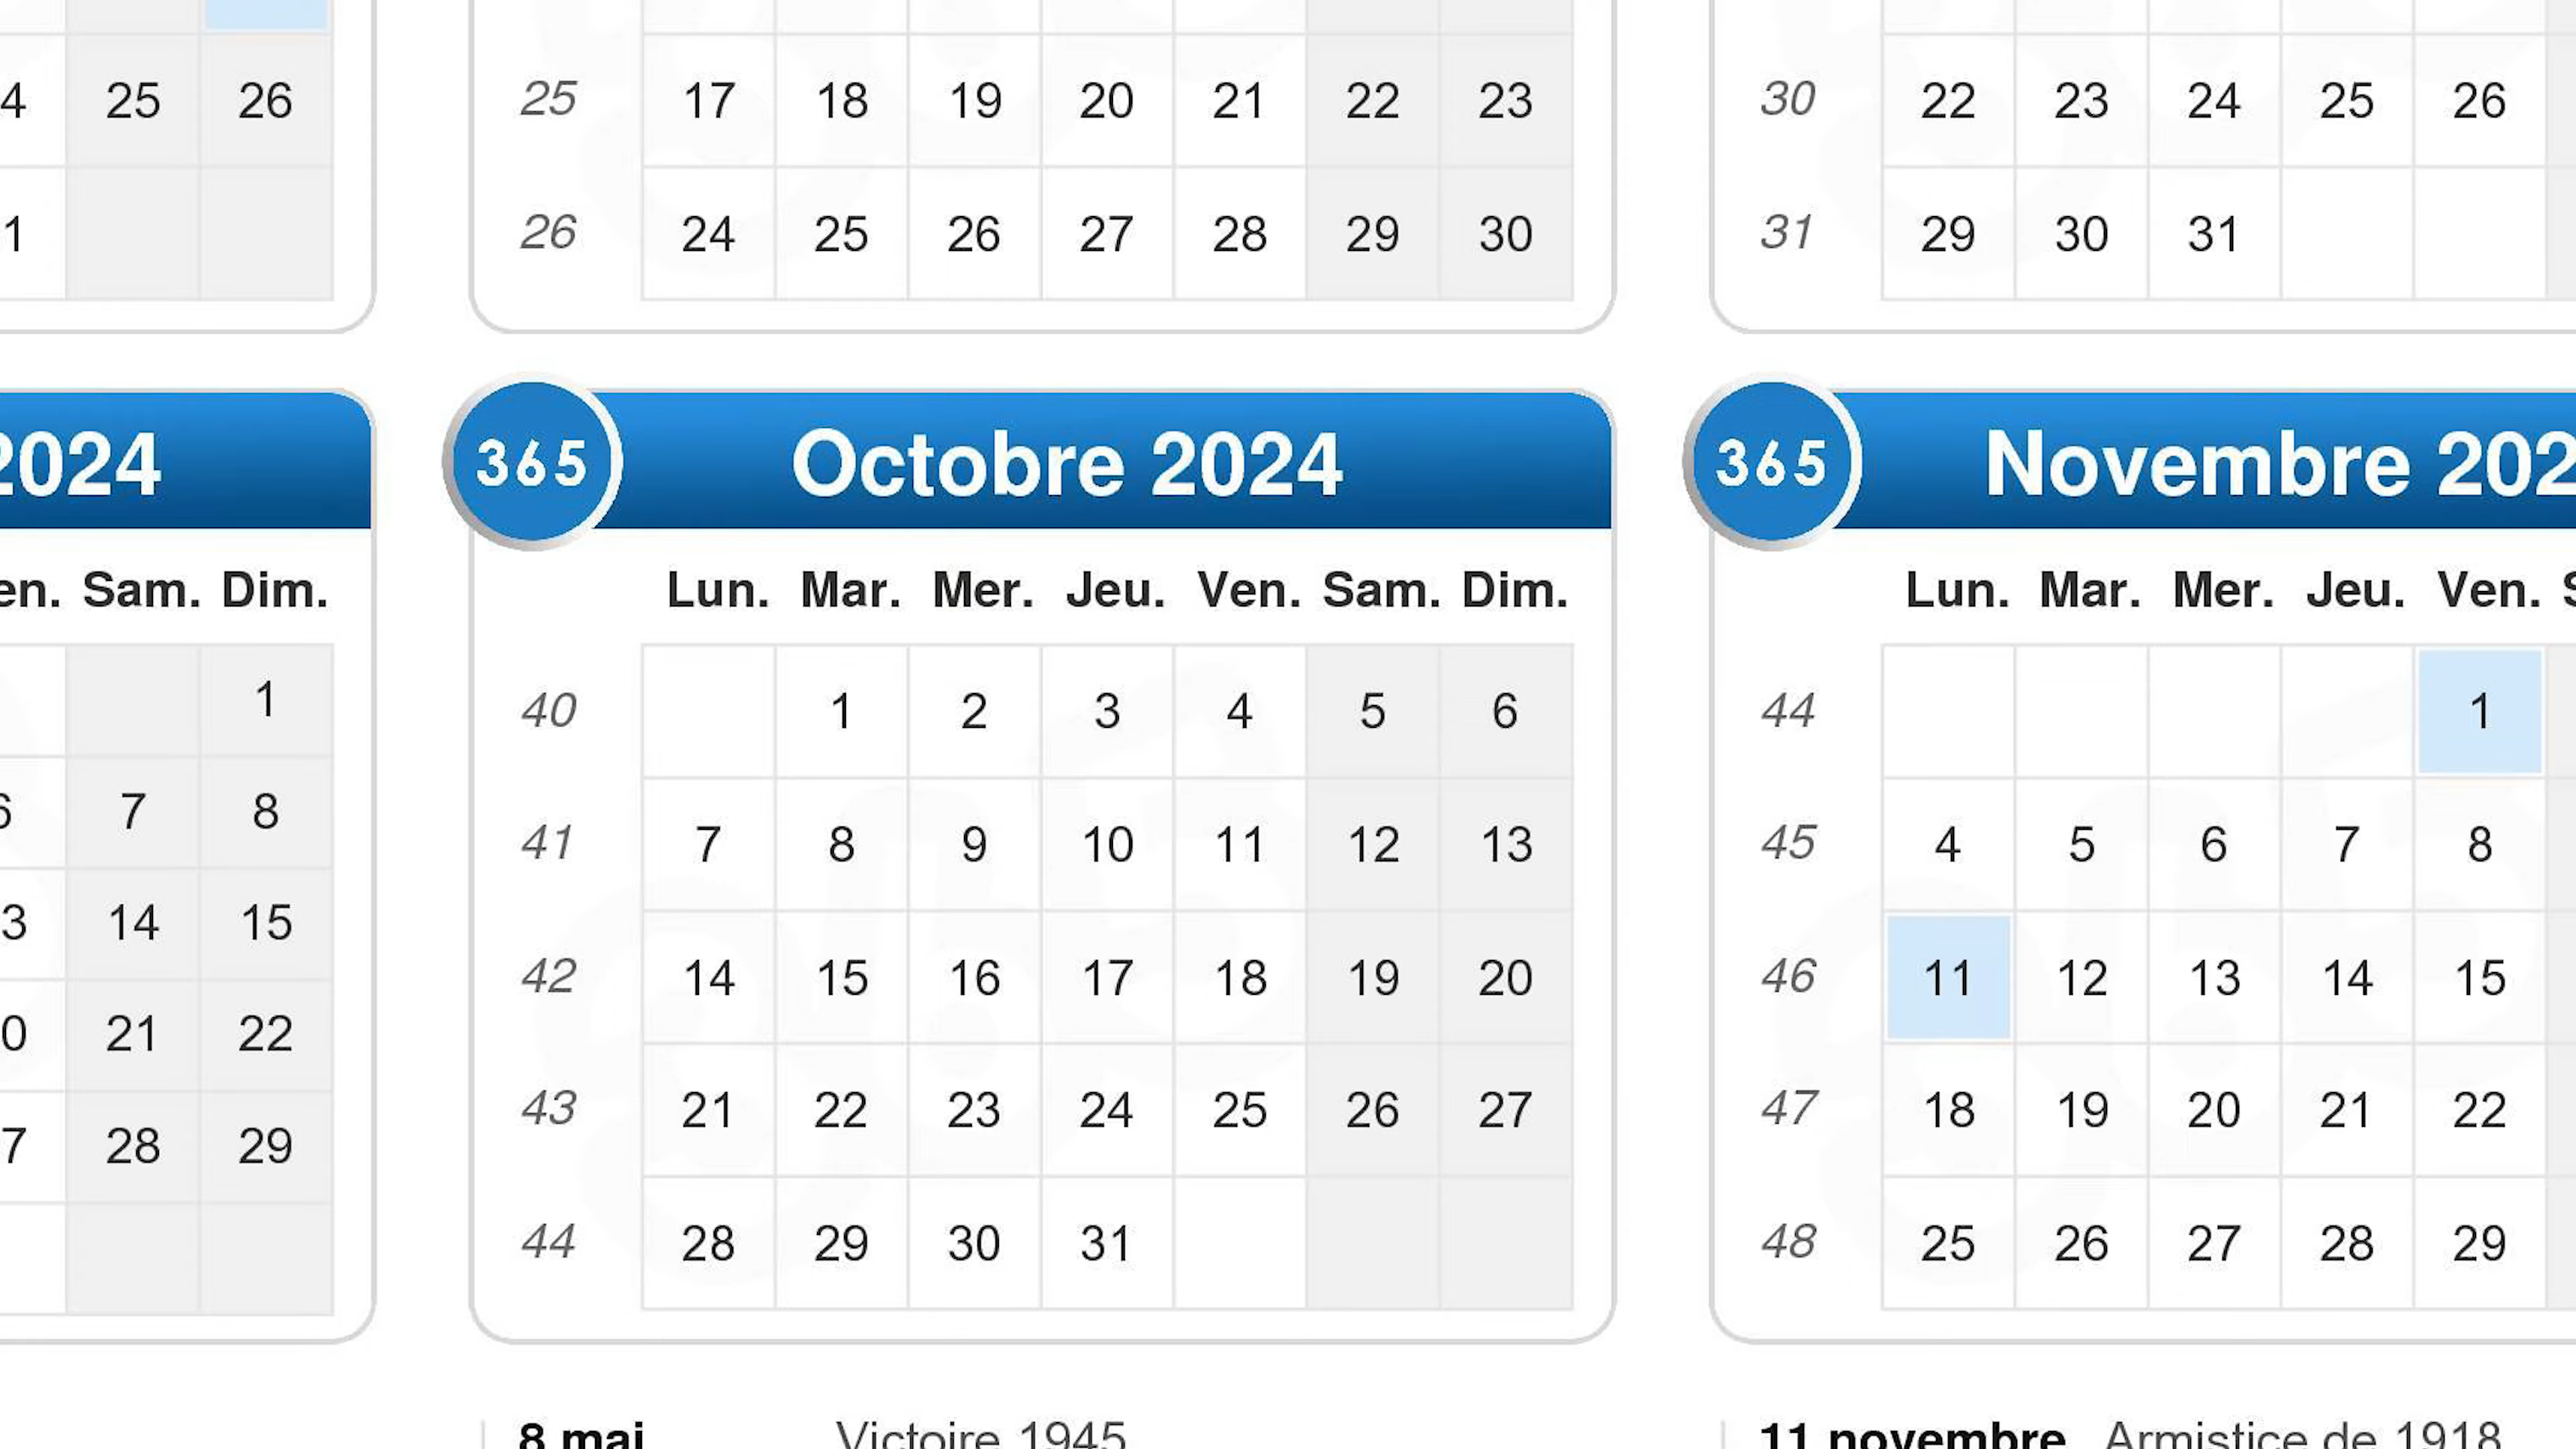 4 25 26
1
25 17 18 19 20 21 22 23
26 24 25 26 27 28 29 30
30 22 23 24 25 26
31 29 30 31
2024
en. Sam. Dim.
1
6 7 8
3 14 15
0 21 22
7 28 29
365 Octobre 2024
Lun. Mar. Mer. Jeu. Ven. Sam. Dim.
40 1 2 3 4 5 6
41 7 8 9 10 11 12 13
42 14 15 16 17 18 19 20
43 21 22 23 24 25 26 27
44 28 29 30 31
365 Novembre 202
Lun. Mar. Mer. Jeu. Ven. S
44 1
45 4 5 6 7 8
46 11 12 13 14 15
47 18 19 20 21 22
48 25 26 27 28 29
8 mai Victoire 1945
11 novembre Armistice de 1918